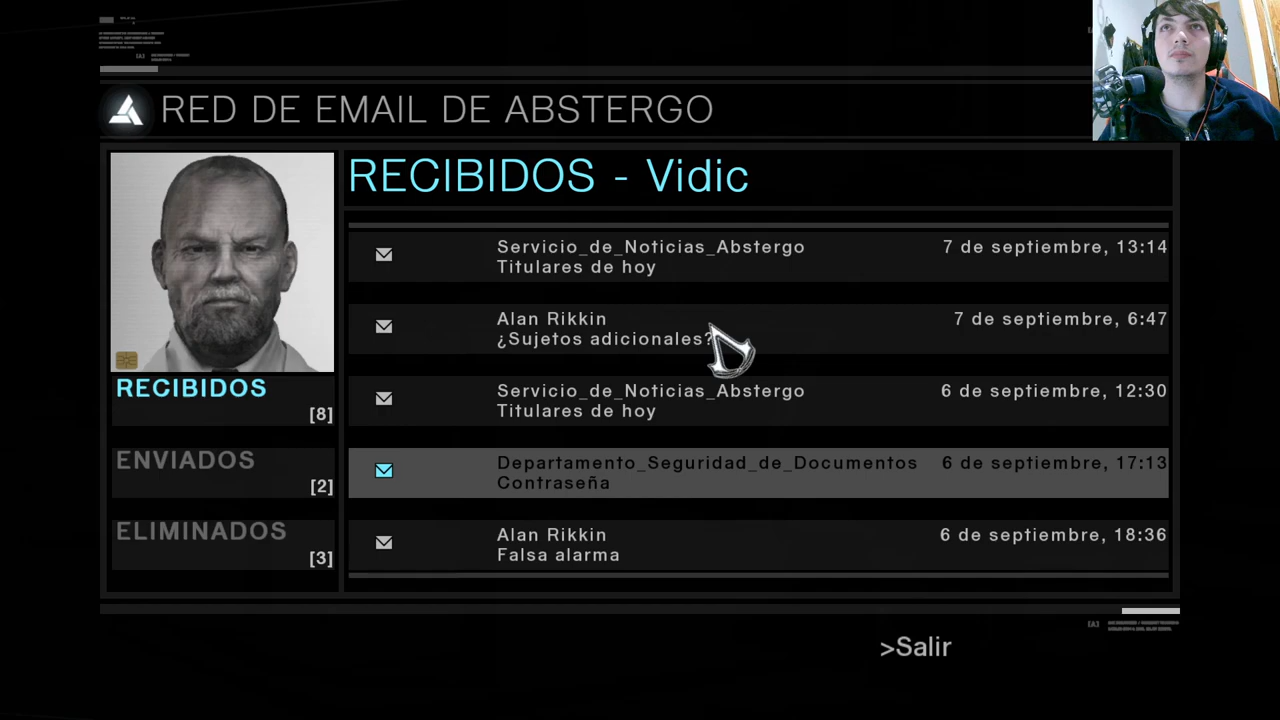 RED DE EMAIL DE ABSTERGO
RECIBIDOS - Vidic
RECIBIDOS
[8]
ENVIADOS
[2]
ELIMINADOS
[3]
Servicio_de_Noticias_Abstergo 7 de septiembre, 13:14
Titulares de hoy
Alan Rikkin 7 de septiembre, 6:47
¿Sujetos adicionales?
Servicio_de_Noticias_Abstergo 6 de septiembre, 12:30
Titulares de hoy
Departamento_Seguridad_de_Documentos 6 de septiembre, 17:13
Contraseña
Alan Rikkin 6 de septiembre, 18:36
Falsa alarma
>Salir